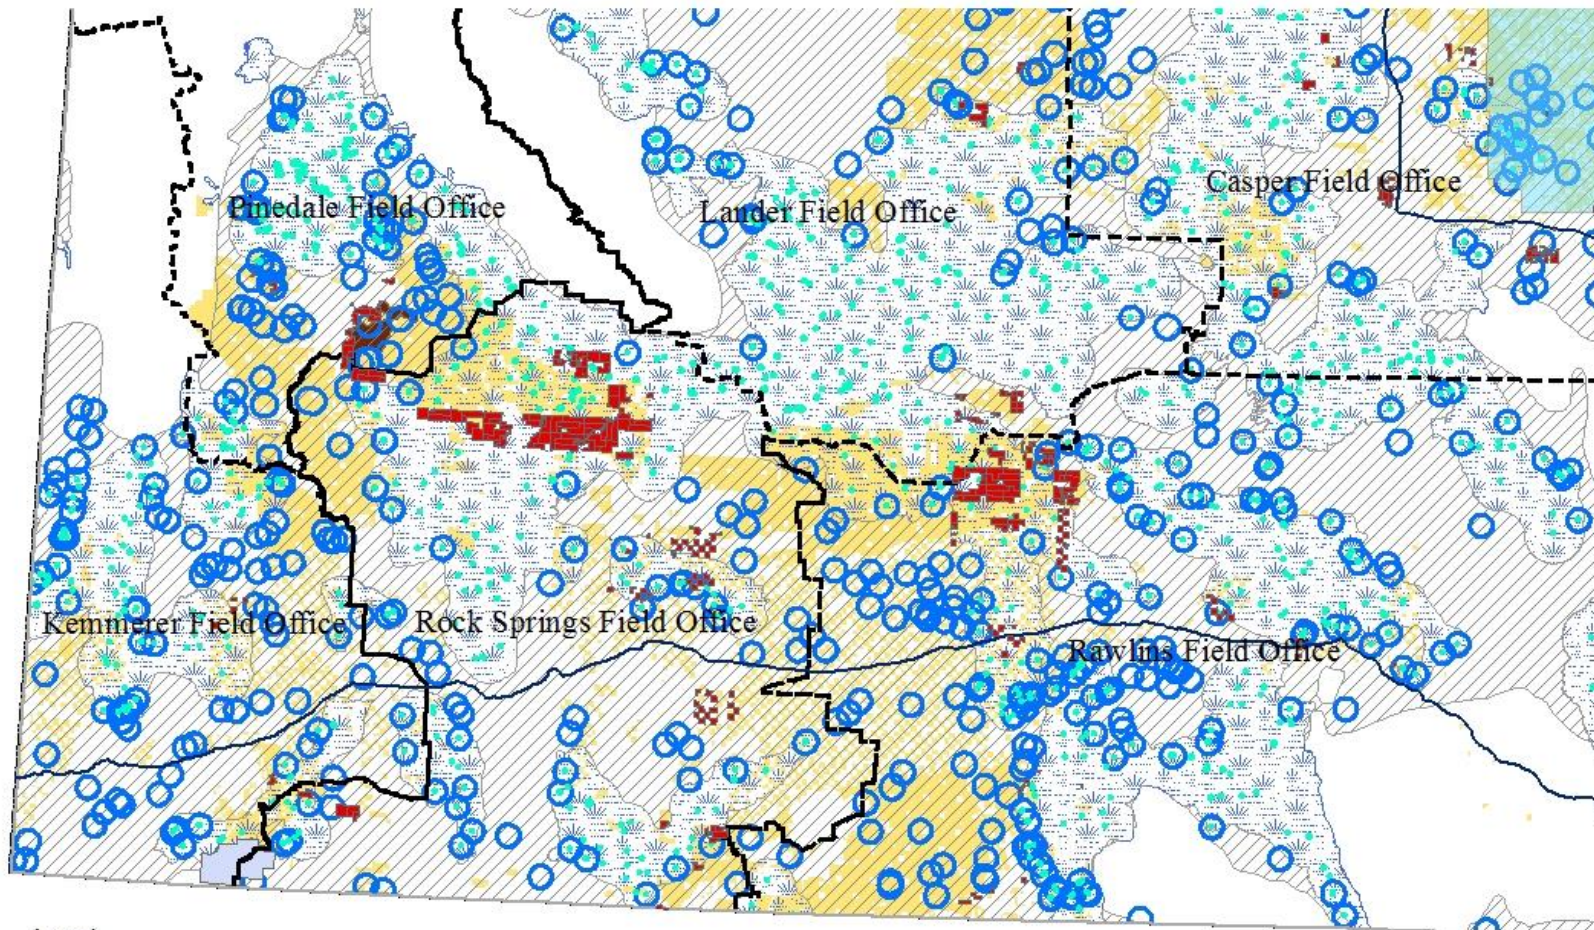 Pinedale Field Office
Lander Field Office
Casper Field Office
Kemmerer Field Office
Rock Springs Field Office
Rawlins Field Office